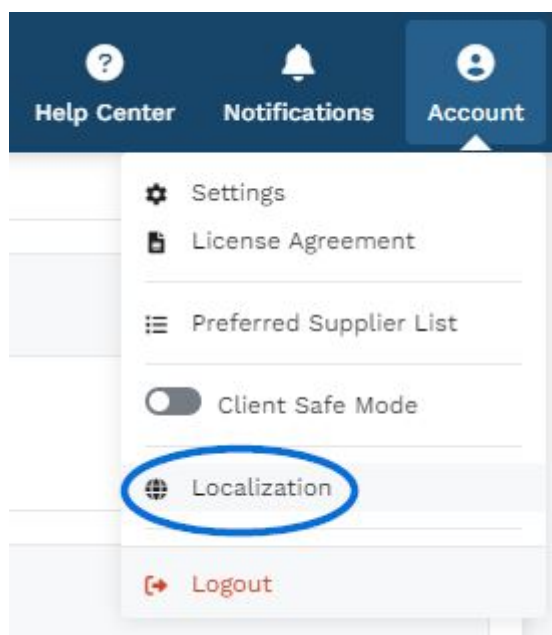 Help Center Notifications Account
Settings
License Agreement
Preferred Supplier List
Client Safe Mode
Localization
Logout